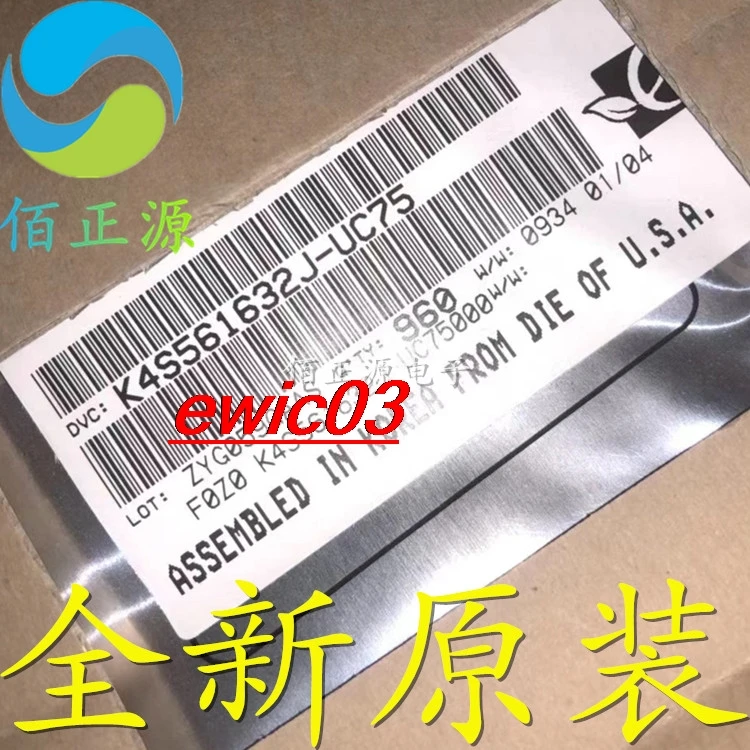 佰正源
DVC: K4S561632J-UC75
QTY: 960 W/W: 0934 01/04
佰正源电子
ewic03
LOT:
F0Z0 UC75000W/W:
ASSEMBLED IN KOREA FROM DIE OF U.S.A.
全新原装